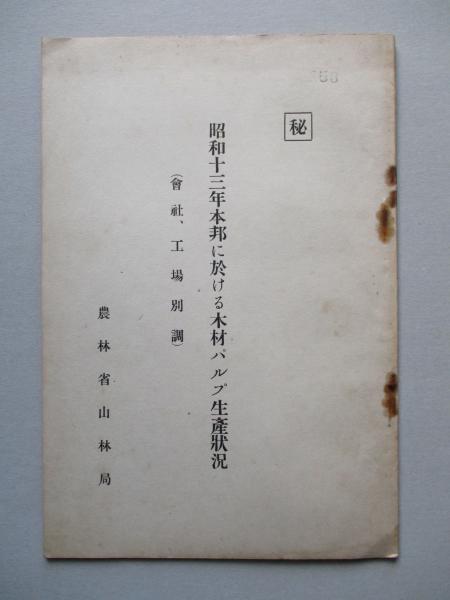 秘
昭和十三年本邦に於ける木材パルプ生產狀況
（會社、工場別調）
農林省山林局